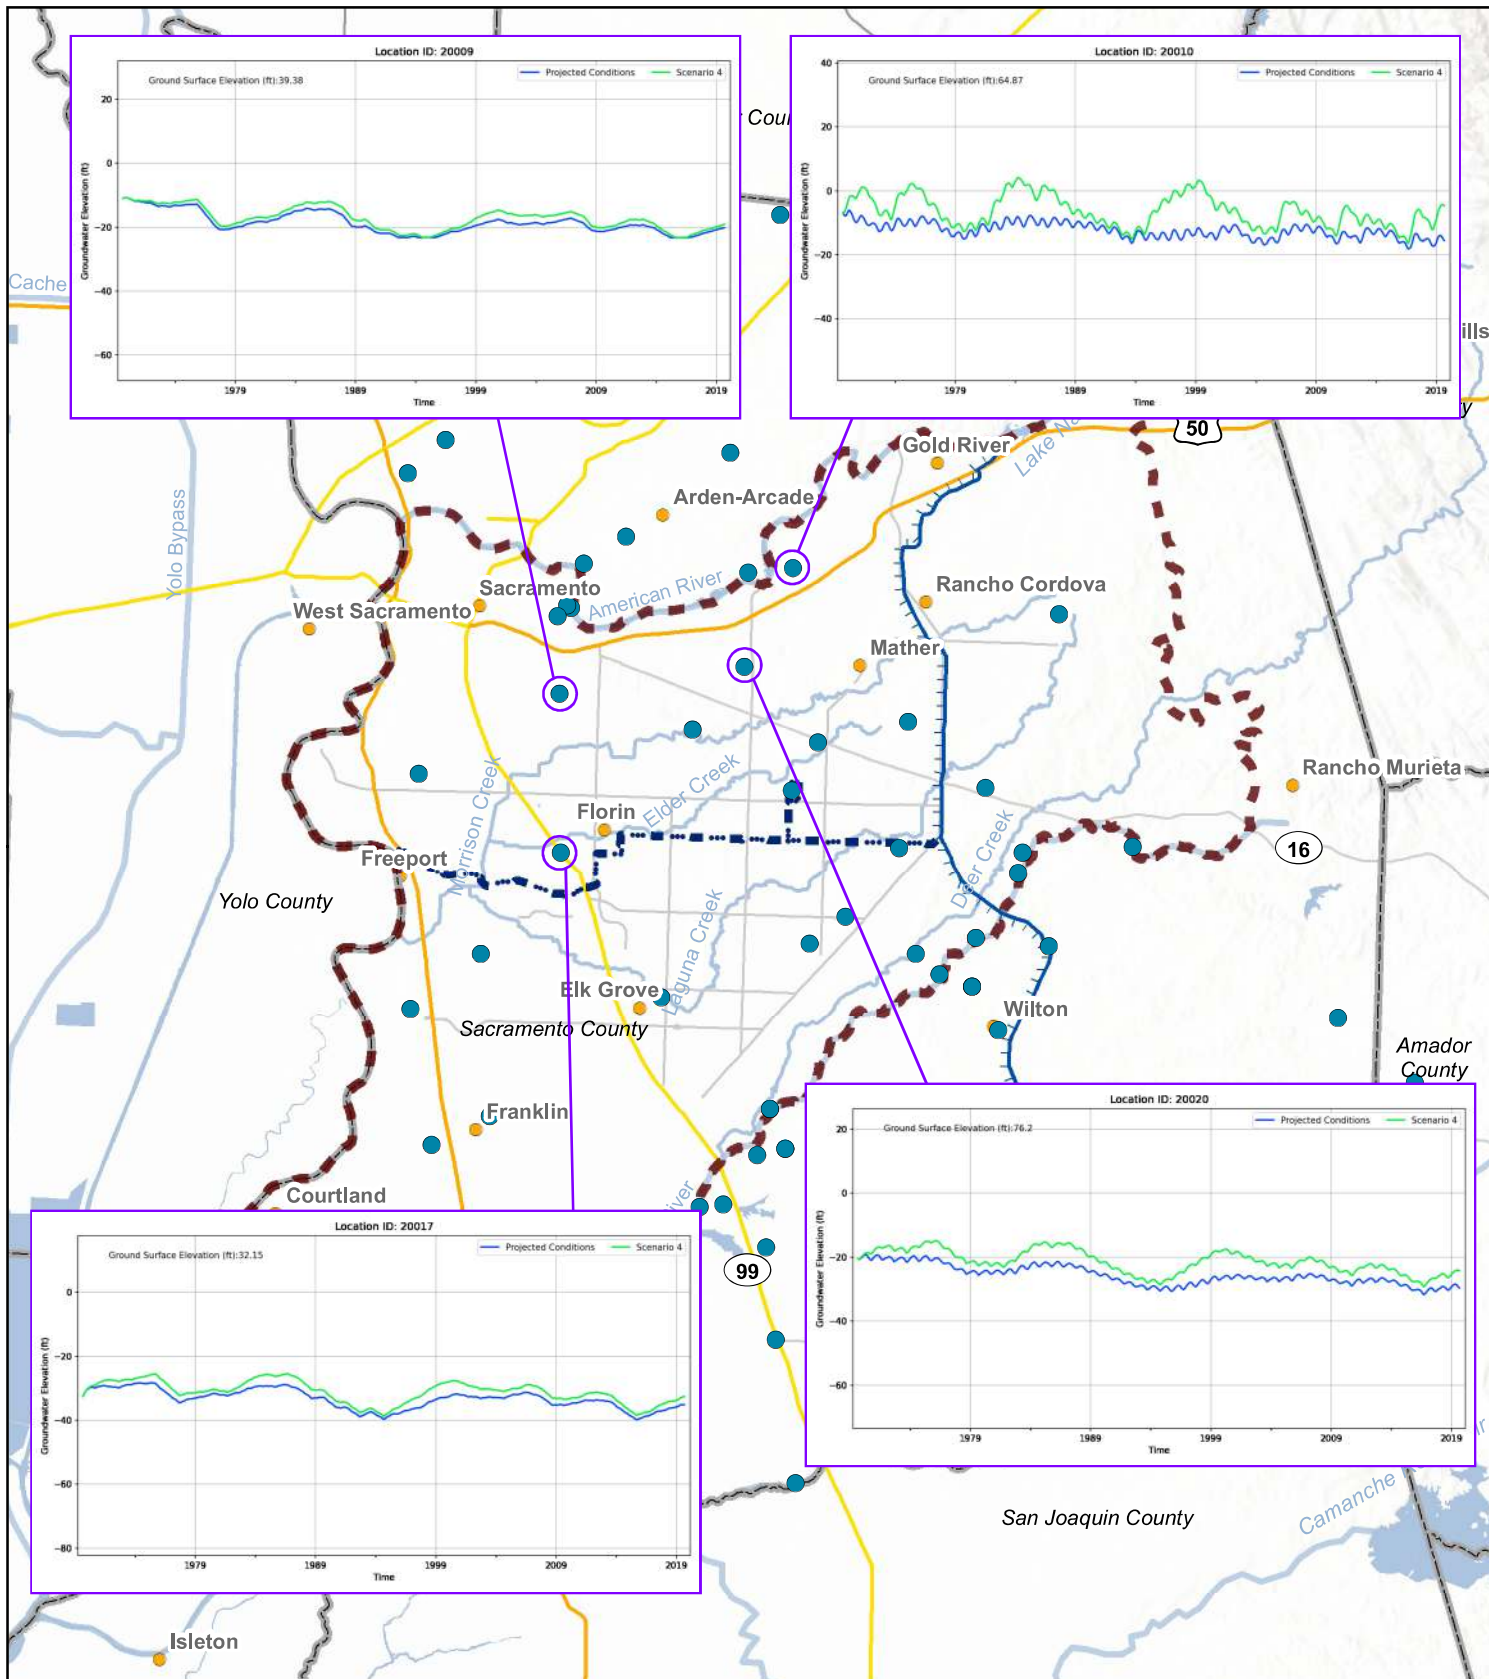 Location ID: 20009
Ground Surface Elevation (ft):39.38
Projected Conditions
Scenario 4
Groundwater Elevation (ft)
20
0
−20
−40
−60
1979
1989
1999
2009
2019
Time
Location ID: 20010
Ground Surface Elevation (ft):64.87
Projected Conditions
Scenario 4
Groundwater Elevation (ft)
40
20
0
−20
−40
1979
1989
1999
2009
2019
Time
Cache
ills
50
Gold River
Arden-Arcade
Yolo Bypass
Sacramento
American River
West Sacramento
Rancho Cordova
Mather
Rancho Murieta
Morrison Creek
Elder Creek
Florin
Freeport
Deer Creek
16
Yolo County
Laguna Creek
Elk Grove
Sacramento County
Wilton
Amador
County
Franklin
Courtland
99
Location ID: 20020
Ground Surface Elevation (ft):76.2
Projected Conditions
Scenario 4
Groundwater Elevation (ft)
20
0
−20
−40
−60
1979
1989
1999
2009
2019
Time
Location ID: 20017
Ground Surface Elevation (ft):32.15
Projected Conditions
Scenario 4
Groundwater Elevation (ft)
0
−20
−40
−60
−80
1979
1989
1999
2009
2019
Time
San Joaquin County
Camanche
Isleton